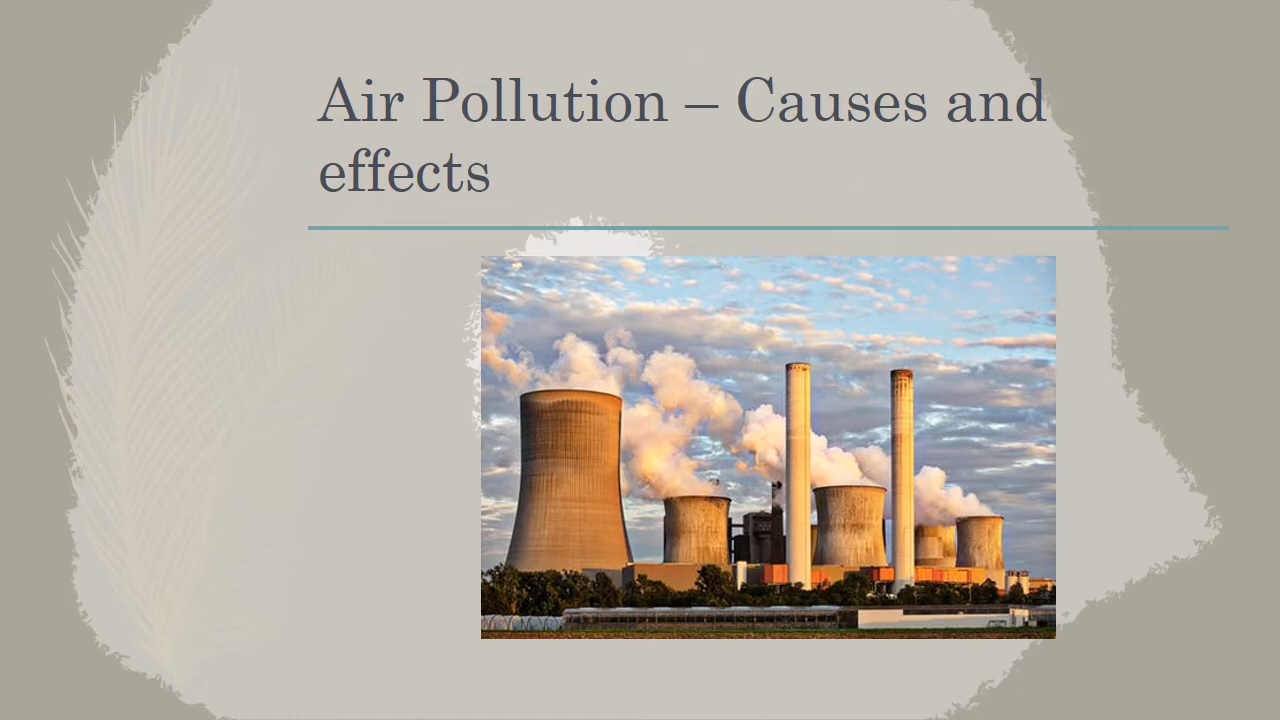 Air Pollution – Causes and
effects